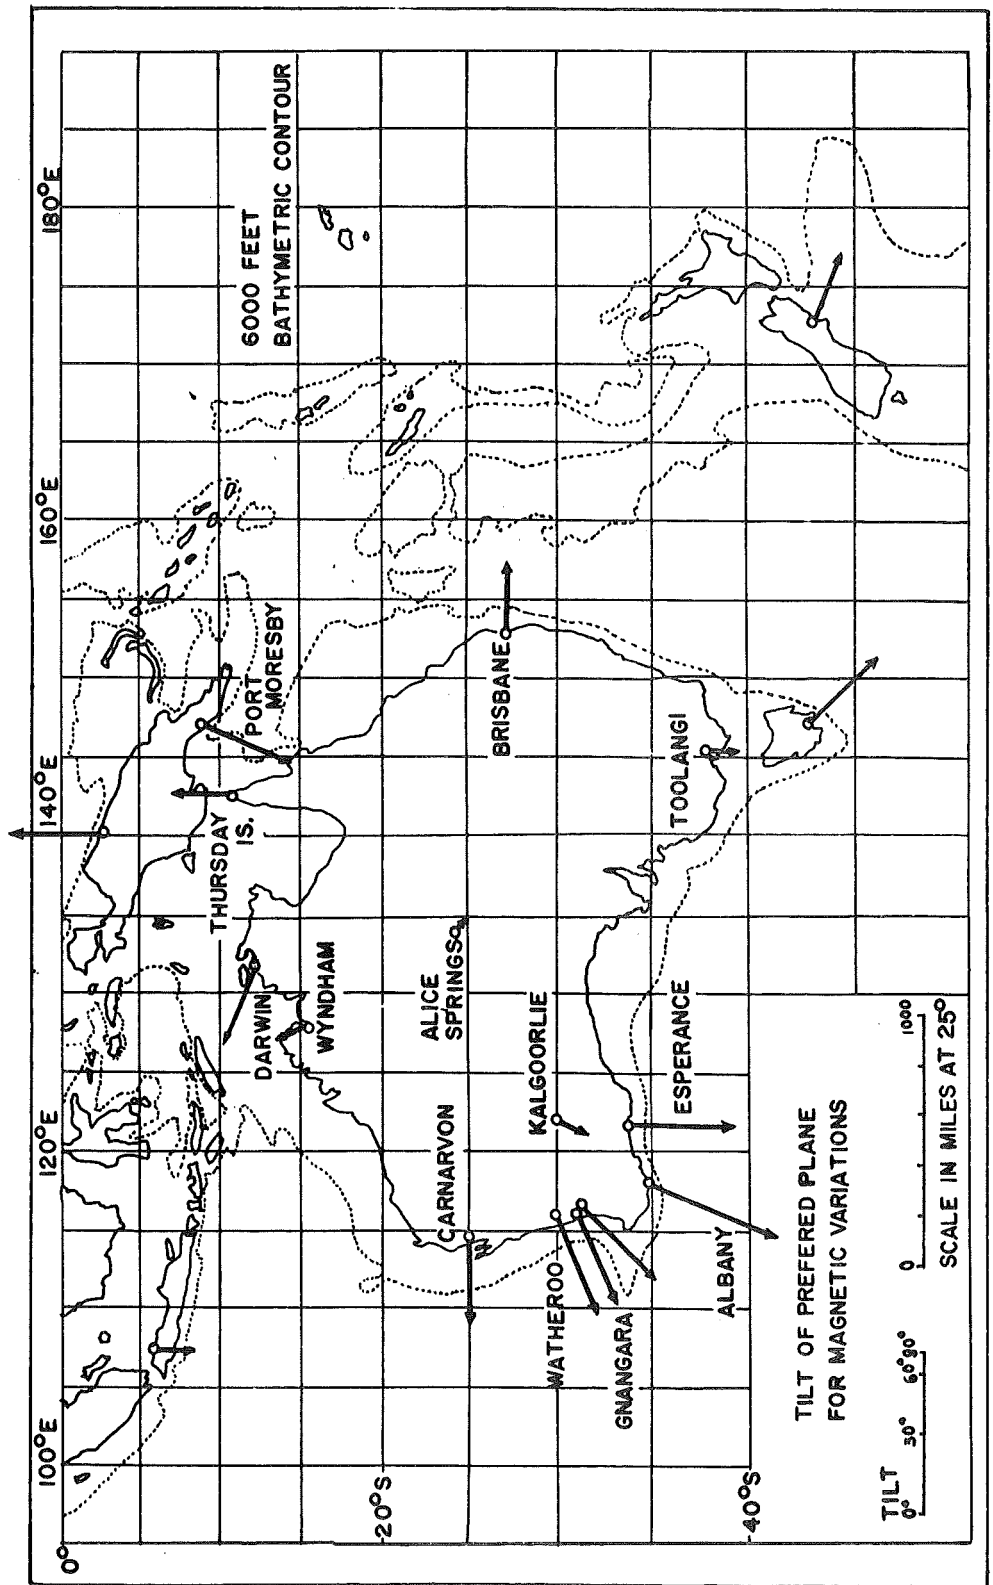 100°E
120°E
140°E
160°E
180°E
0°
20°S
40°S
6000 FEET
BATHYMETRIC CONTOUR
PORT
MORESBY
THURSDAY
IS.
DARWIN
WYNDHAM
ALICE
SPRINGS
BRISBANE
CARNARVON
KALGOORLIE
TOOLANGI
WATHEROO
GNANGARA
ESPERANCE
ALBANY
TILT OF PREFERED PLANE
FOR MAGNETIC VARIATIONS
TILT
0° 30° 60° 90°
0 1000
SCALE IN MILES AT 25°